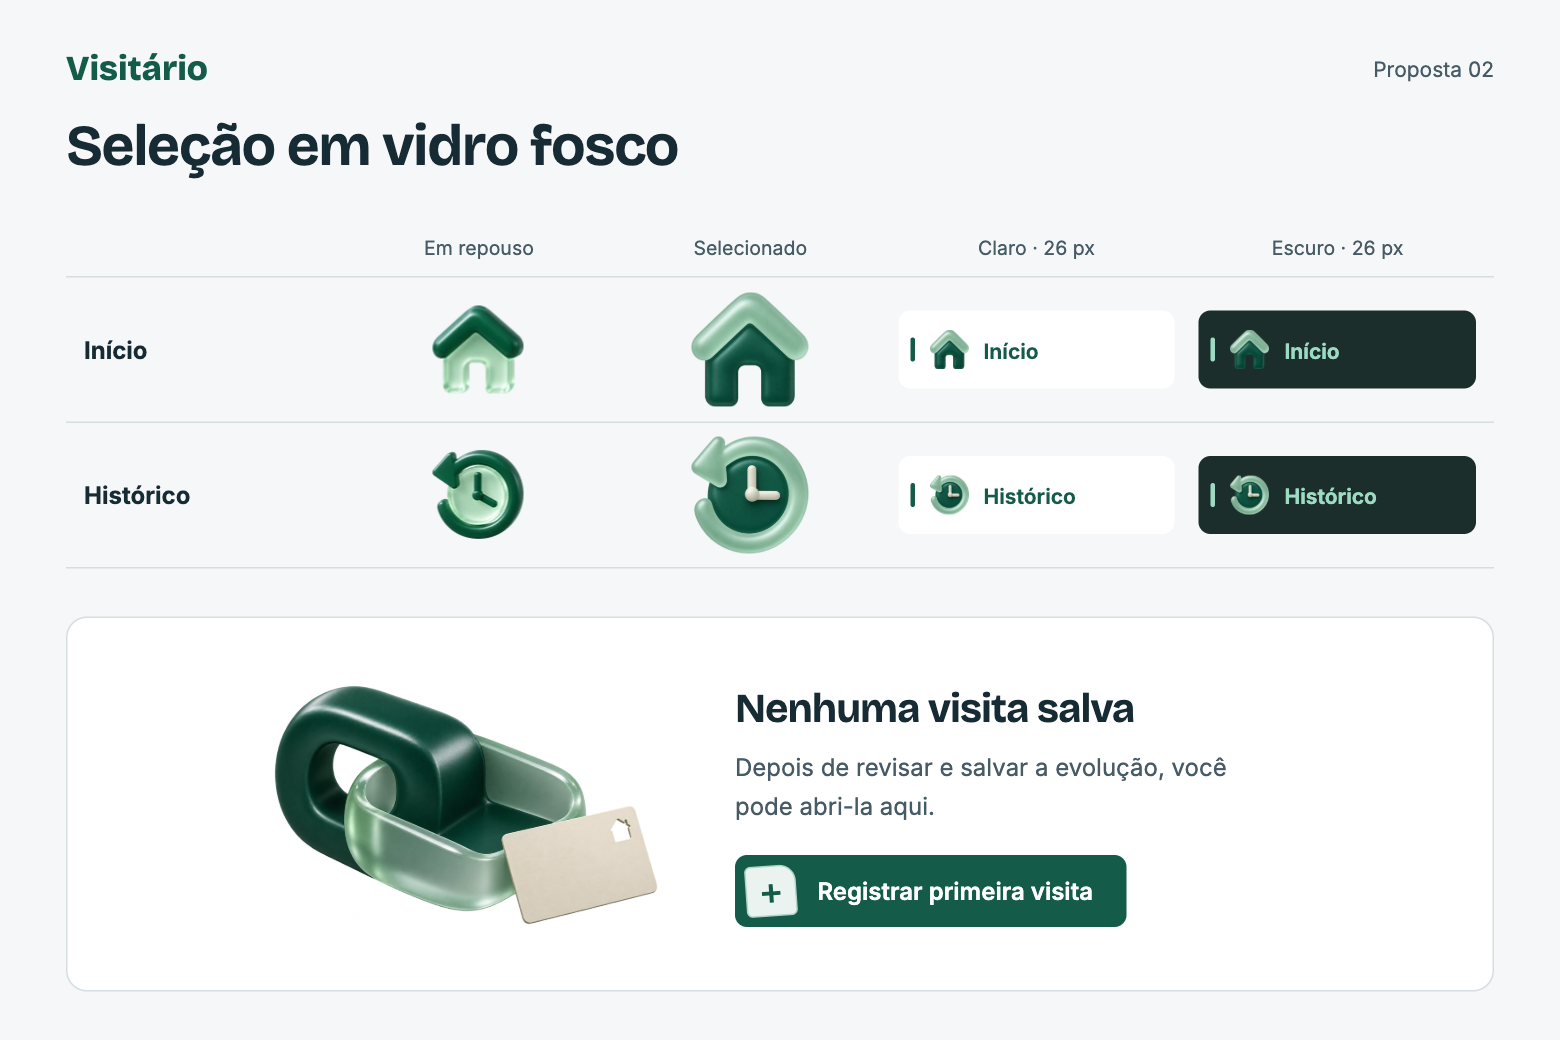 Visitário
Proposta 02
Seleção em vidro fosco
Em repouso
Selecionado
Claro · 26 px
Escuro · 26 px
Início
Início
Início
Histórico
Histórico
Histórico
Nenhuma visita salva
Depois de revisar e salvar a evolução, você
pode abri-la aqui.
+ Registrar primeira visita